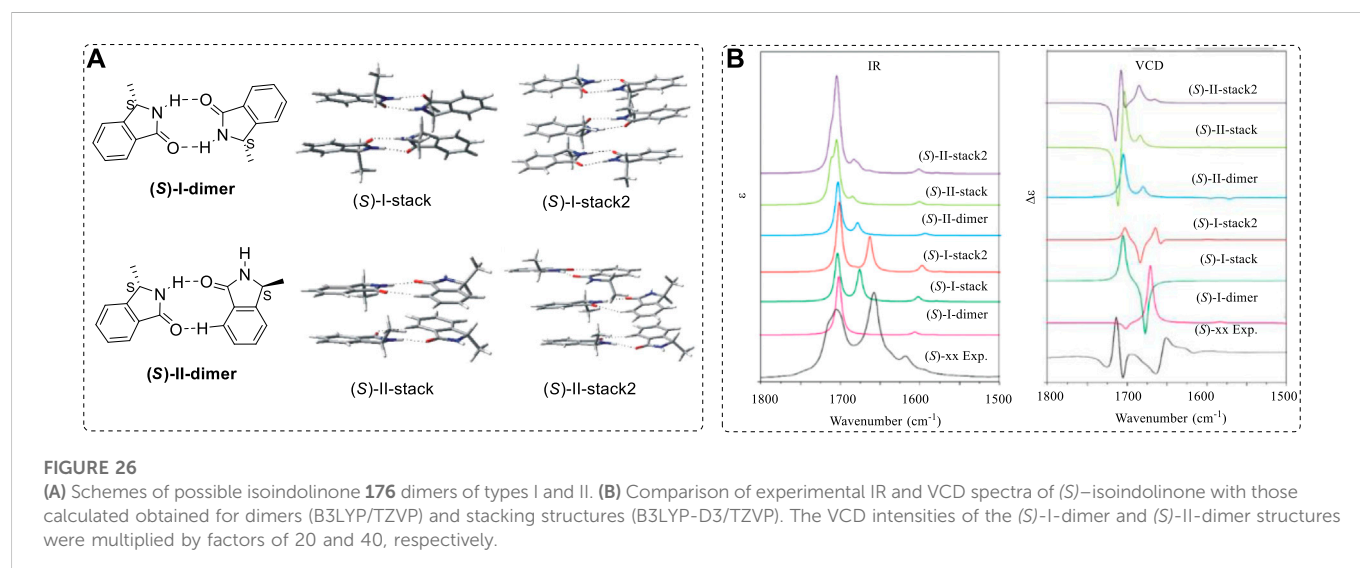 A
S
N
H
O
O
H
N
S
(S)-I-dimer
(S)-I-stack
(S)-I-stack2
H
N
S
N
H
O
O
H
S
(S)-II-dimer
(S)-II-stack
(S)-II-stack2
B
IR
ε
(S)-II-stack2
(S)-II-stack
(S)-II-dimer
(S)-I-stack2
(S)-I-stack
(S)-I-dimer
(S)-xx Exp.
1800
1700
1600
1500
Wavenumber (cm⁻¹)
VCD
Δε
(S)-II-stack2
(S)-II-stack
(S)-II-dimer
(S)-I-stack2
(S)-I-stack
(S)-I-dimer
(S)-xx Exp.
1800
1700
1600
1500
Wavenumber (cm⁻¹)
FIGURE 26
(A) Schemes of possible isoindolinone 176 dimers of types I and II. (B) Comparison of experimental IR and VCD spectra of (S)–isoindolinone with those
calculated obtained for dimers (B3LYP/TZVP) and stacking structures (B3LYP-D3/TZVP). The VCD intensities of the (S)-I-dimer and (S)-II-dimer structures
were multiplied by factors of 20 and 40, respectively.